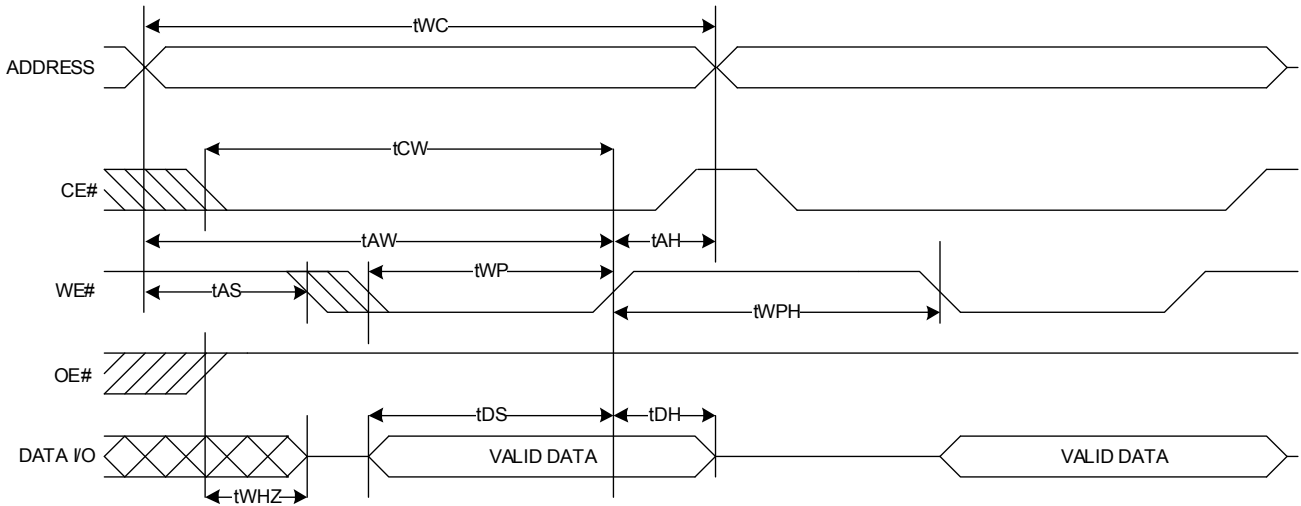 tWC
ADDRESS
tCW
CE#
tAW
tAH
tWP
WE#
tAS
tWPH
OE#
tDS
tDH
DATA I/O
VALID DATA
VALID DATA
tWHZ